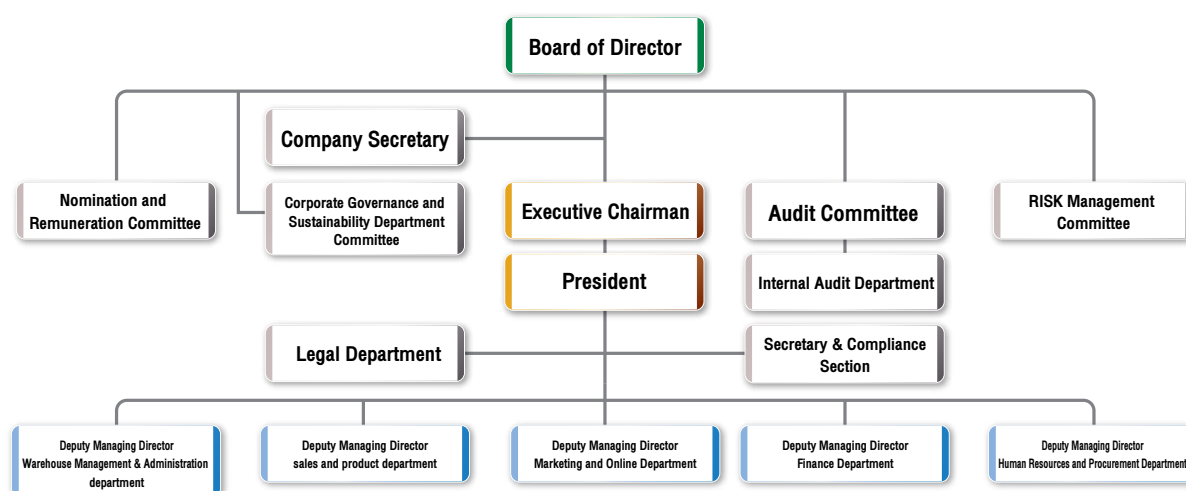 Board of Director
Company Secretary
Nomination and
Remuneration Committee
Corporate Governance and
Sustainability Department
Committee
Executive Chairman
Audit Committee
RISK Management
Committee
President
Internal Audit Department
Legal Department
Secretary & Compliance
Section
Deputy Managing Director
Warehouse Management & Administration
department
Deputy Managing Director
sales and product department
Deputy Managing Director
Marketing and Online Department
Deputy Managing Director
Finance Department
Deputy Managing Director
Human Resources and Procurement Department